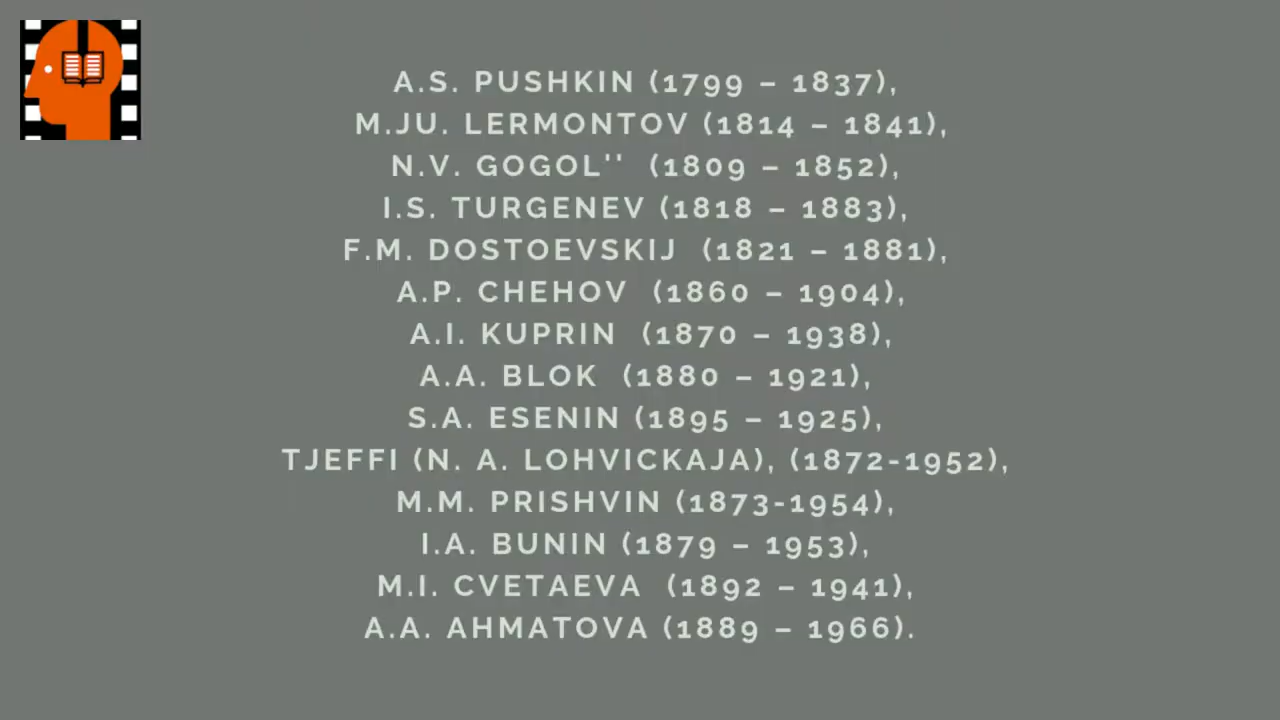 A.S. PUSHKIN (1799 – 1837),
M.JU. LERMONTOV (1814 – 1841),
N.V. GOGOL'' (1809 – 1852),
I.S. TURGENEV (1818 – 1883),
F.M. DOSTOEVSKIJ (1821 – 1881),
A.P. CHEHOV (1860 – 1904),
A.I. KUPRIN (1870 – 1938),
A.A. BLOK (1880 – 1921),
S.A. ESENIN (1895 – 1925),
TJEFFI (N. A. LOHVICKAJA), (1872-1952),
M.M. PRISHVIN (1873-1954),
I.A. BUNIN (1879 – 1953),
M.I. CVETAEVA (1892 – 1941),
A.A. AHMATOVA (1889 – 1966).